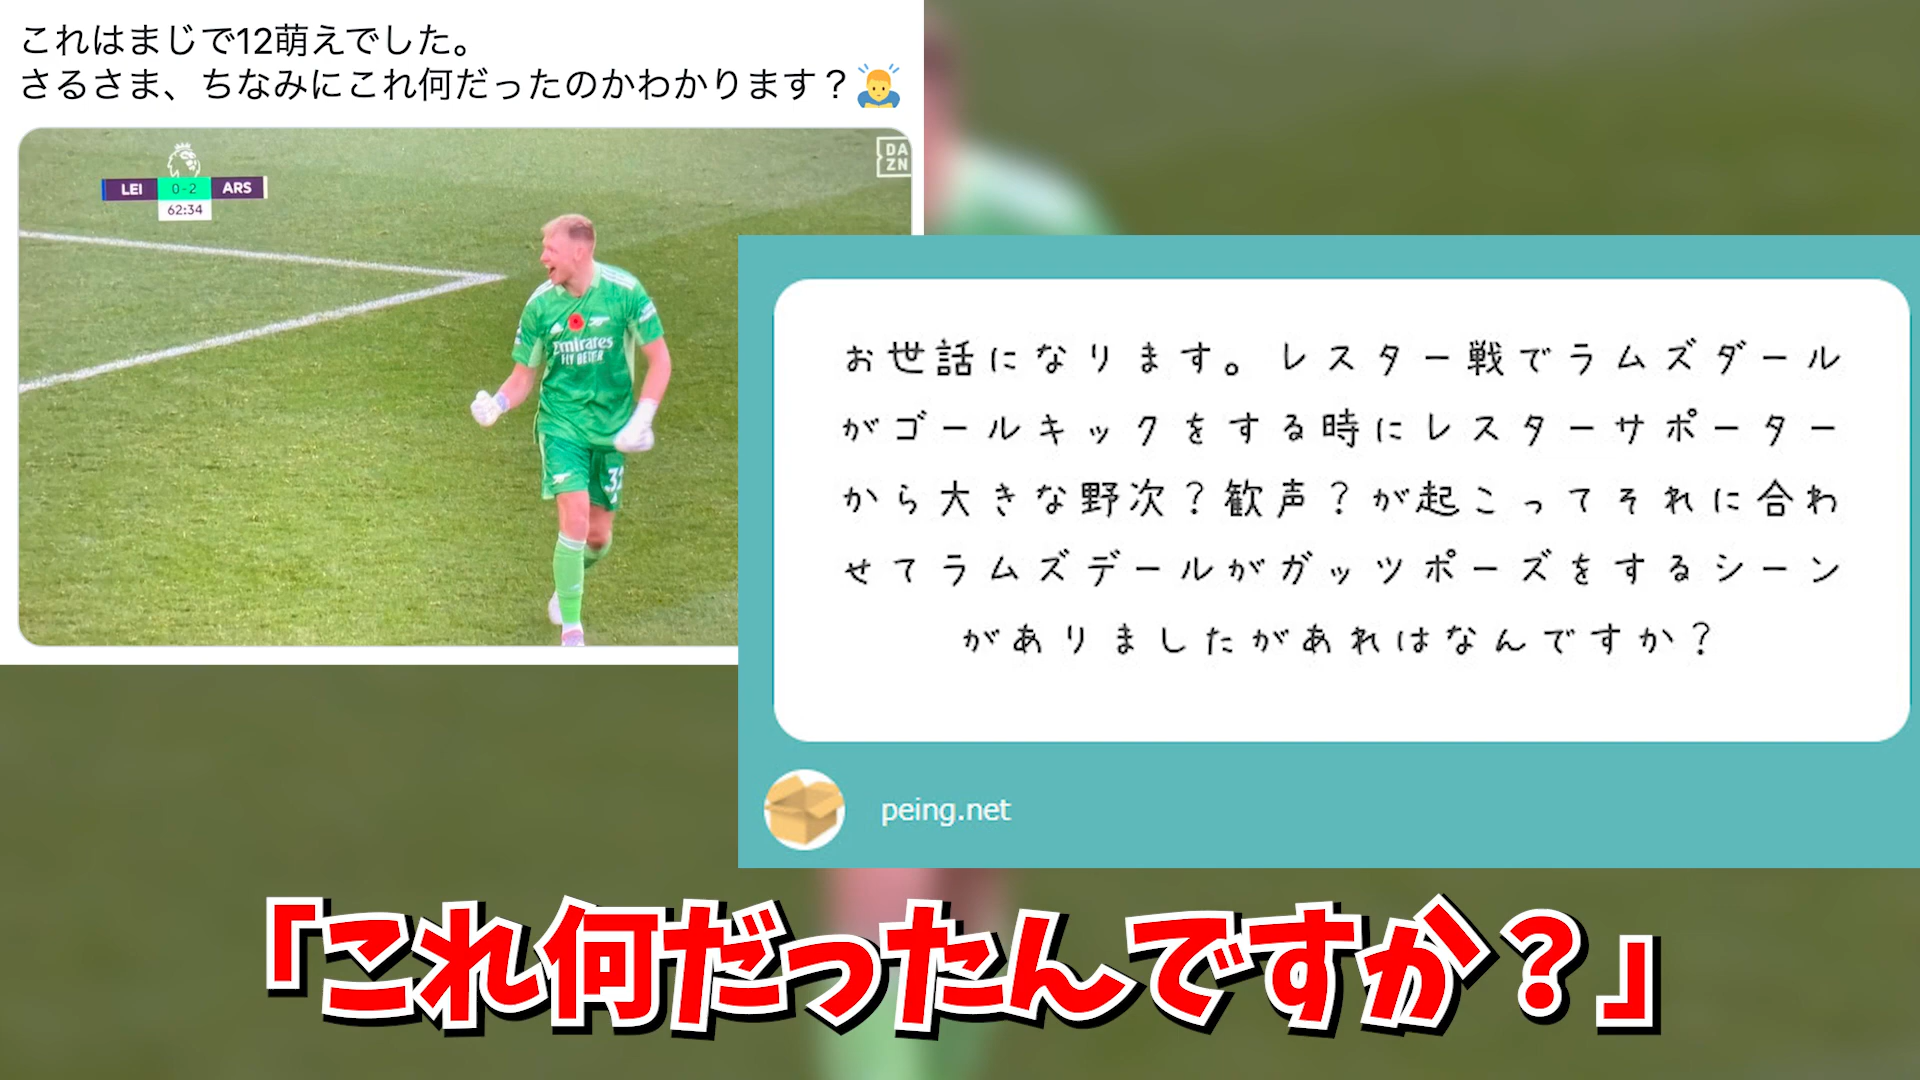 これはまじで12萌えでした。
さるさま、ちなみにこれ何だったのかわかります？🙇‍♂️
DA
ZN
LEI 0-2 ARS
62:34
Emirates
FLY BETTER
お世話になります。レスター戦でラムズダール
がゴールキックをする時にレスターサポーター
から大きな野次？歓声？が起こってそれに合わ
せてラムズデールがガッツポーズをするシーン
がありましたがあれはなんですか？
peing.net
「これ何だったんですか？」